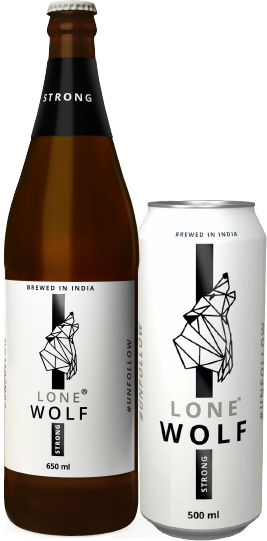 STRONG
BREWED IN INDIA
LONE®
WOLF
STRONG
650 ml
#UNFOLLOW
BREWED IN INDIA
LONE®
WOLF
STRONG
500 ml
#UNFOLLOW